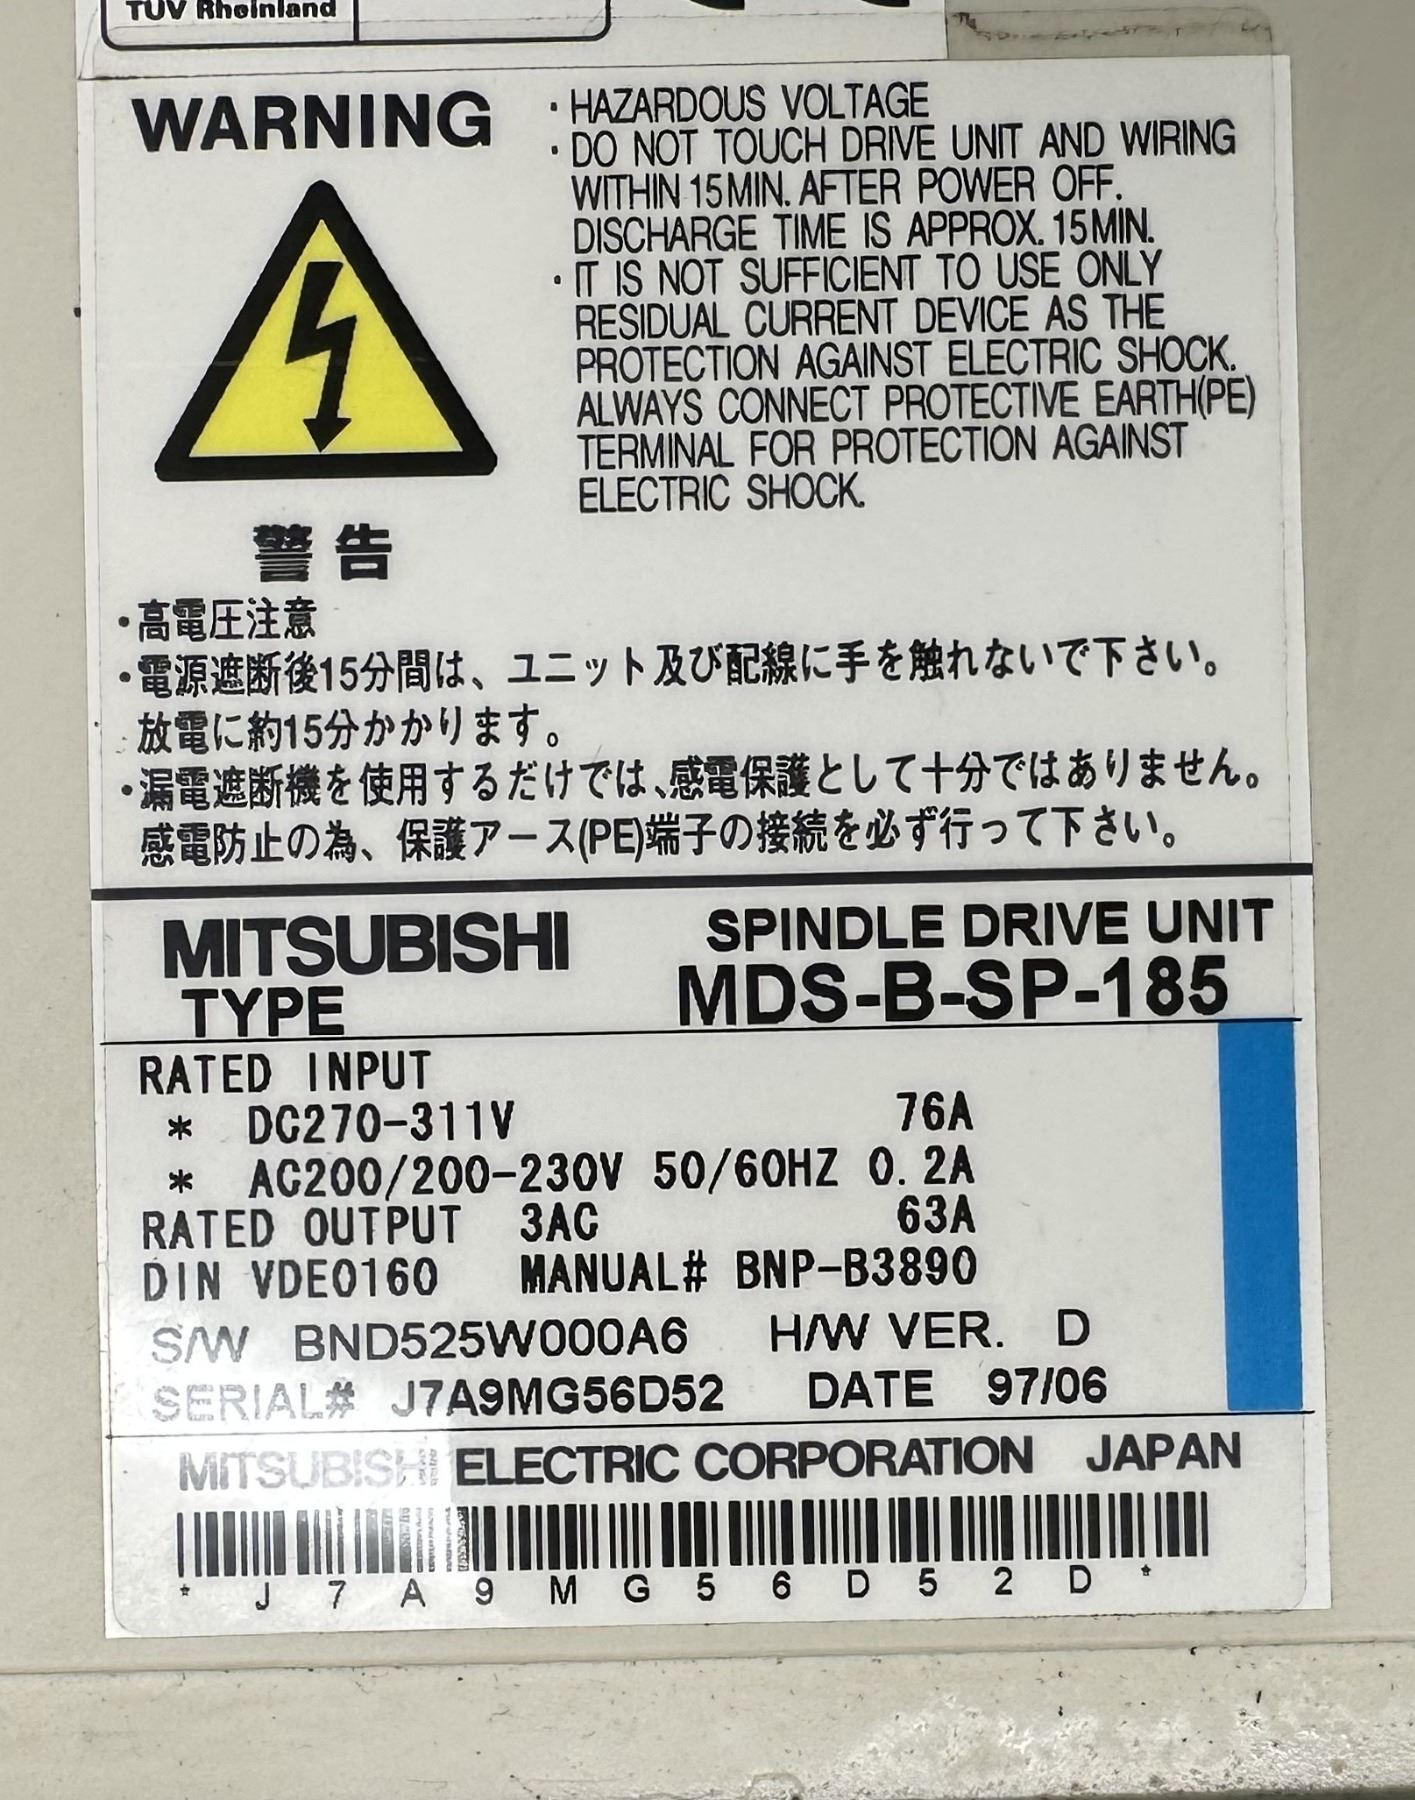 TÜV Rheinland
WARNING
・HAZARDOUS VOLTAGE
・DO NOT TOUCH DRIVE UNIT AND WIRING
WITHIN 15MIN. AFTER POWER OFF.
DISCHARGE TIME IS APPROX. 15MIN.
・IT IS NOT SUFFICIENT TO USE ONLY
RESIDUAL CURRENT DEVICE AS THE
PROTECTION AGAINST ELECTRIC SHOCK.
ALWAYS CONNECT PROTECTIVE EARTH(PE)
TERMINAL FOR PROTECTION AGAINST
ELECTRIC SHOCK.
警告
・高電圧注意
・電源遮断後15分間は、ユニット及び配線に手を触れないで下さい。
放電に約15分かかります。
・漏電遮断機を使用するだけでは、感電保護として十分ではありません。
感電防止の為、保護アース(PE)端子の接続を必ず行って下さい。
MITSUBISHI SPINDLE DRIVE UNIT
TYPE MDS-B-SP-185
RATED INPUT
* DC270-311V 76A
* AC200/200-230V 50/60HZ 0.2A
RATED OUTPUT 3AC 63A
DIN VDE0160 MANUAL# BNP-B3890
S/W BND525W000A6 H/W VER. D
SERIAL# J7A9MG56D52 DATE 97/06
MITSUBISHI ELECTRIC CORPORATION JAPAN
* J 7 A 9 M G 5 6 D 5 2 D *